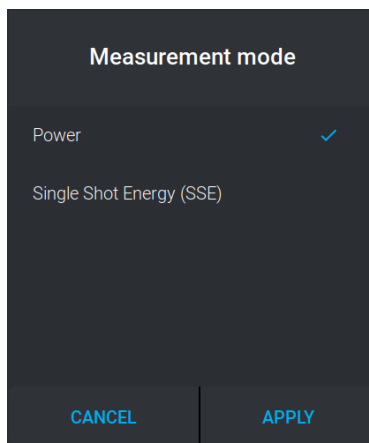 Measurement mode
Power
Single Shot Energy (SSE)
CANCEL
APPLY